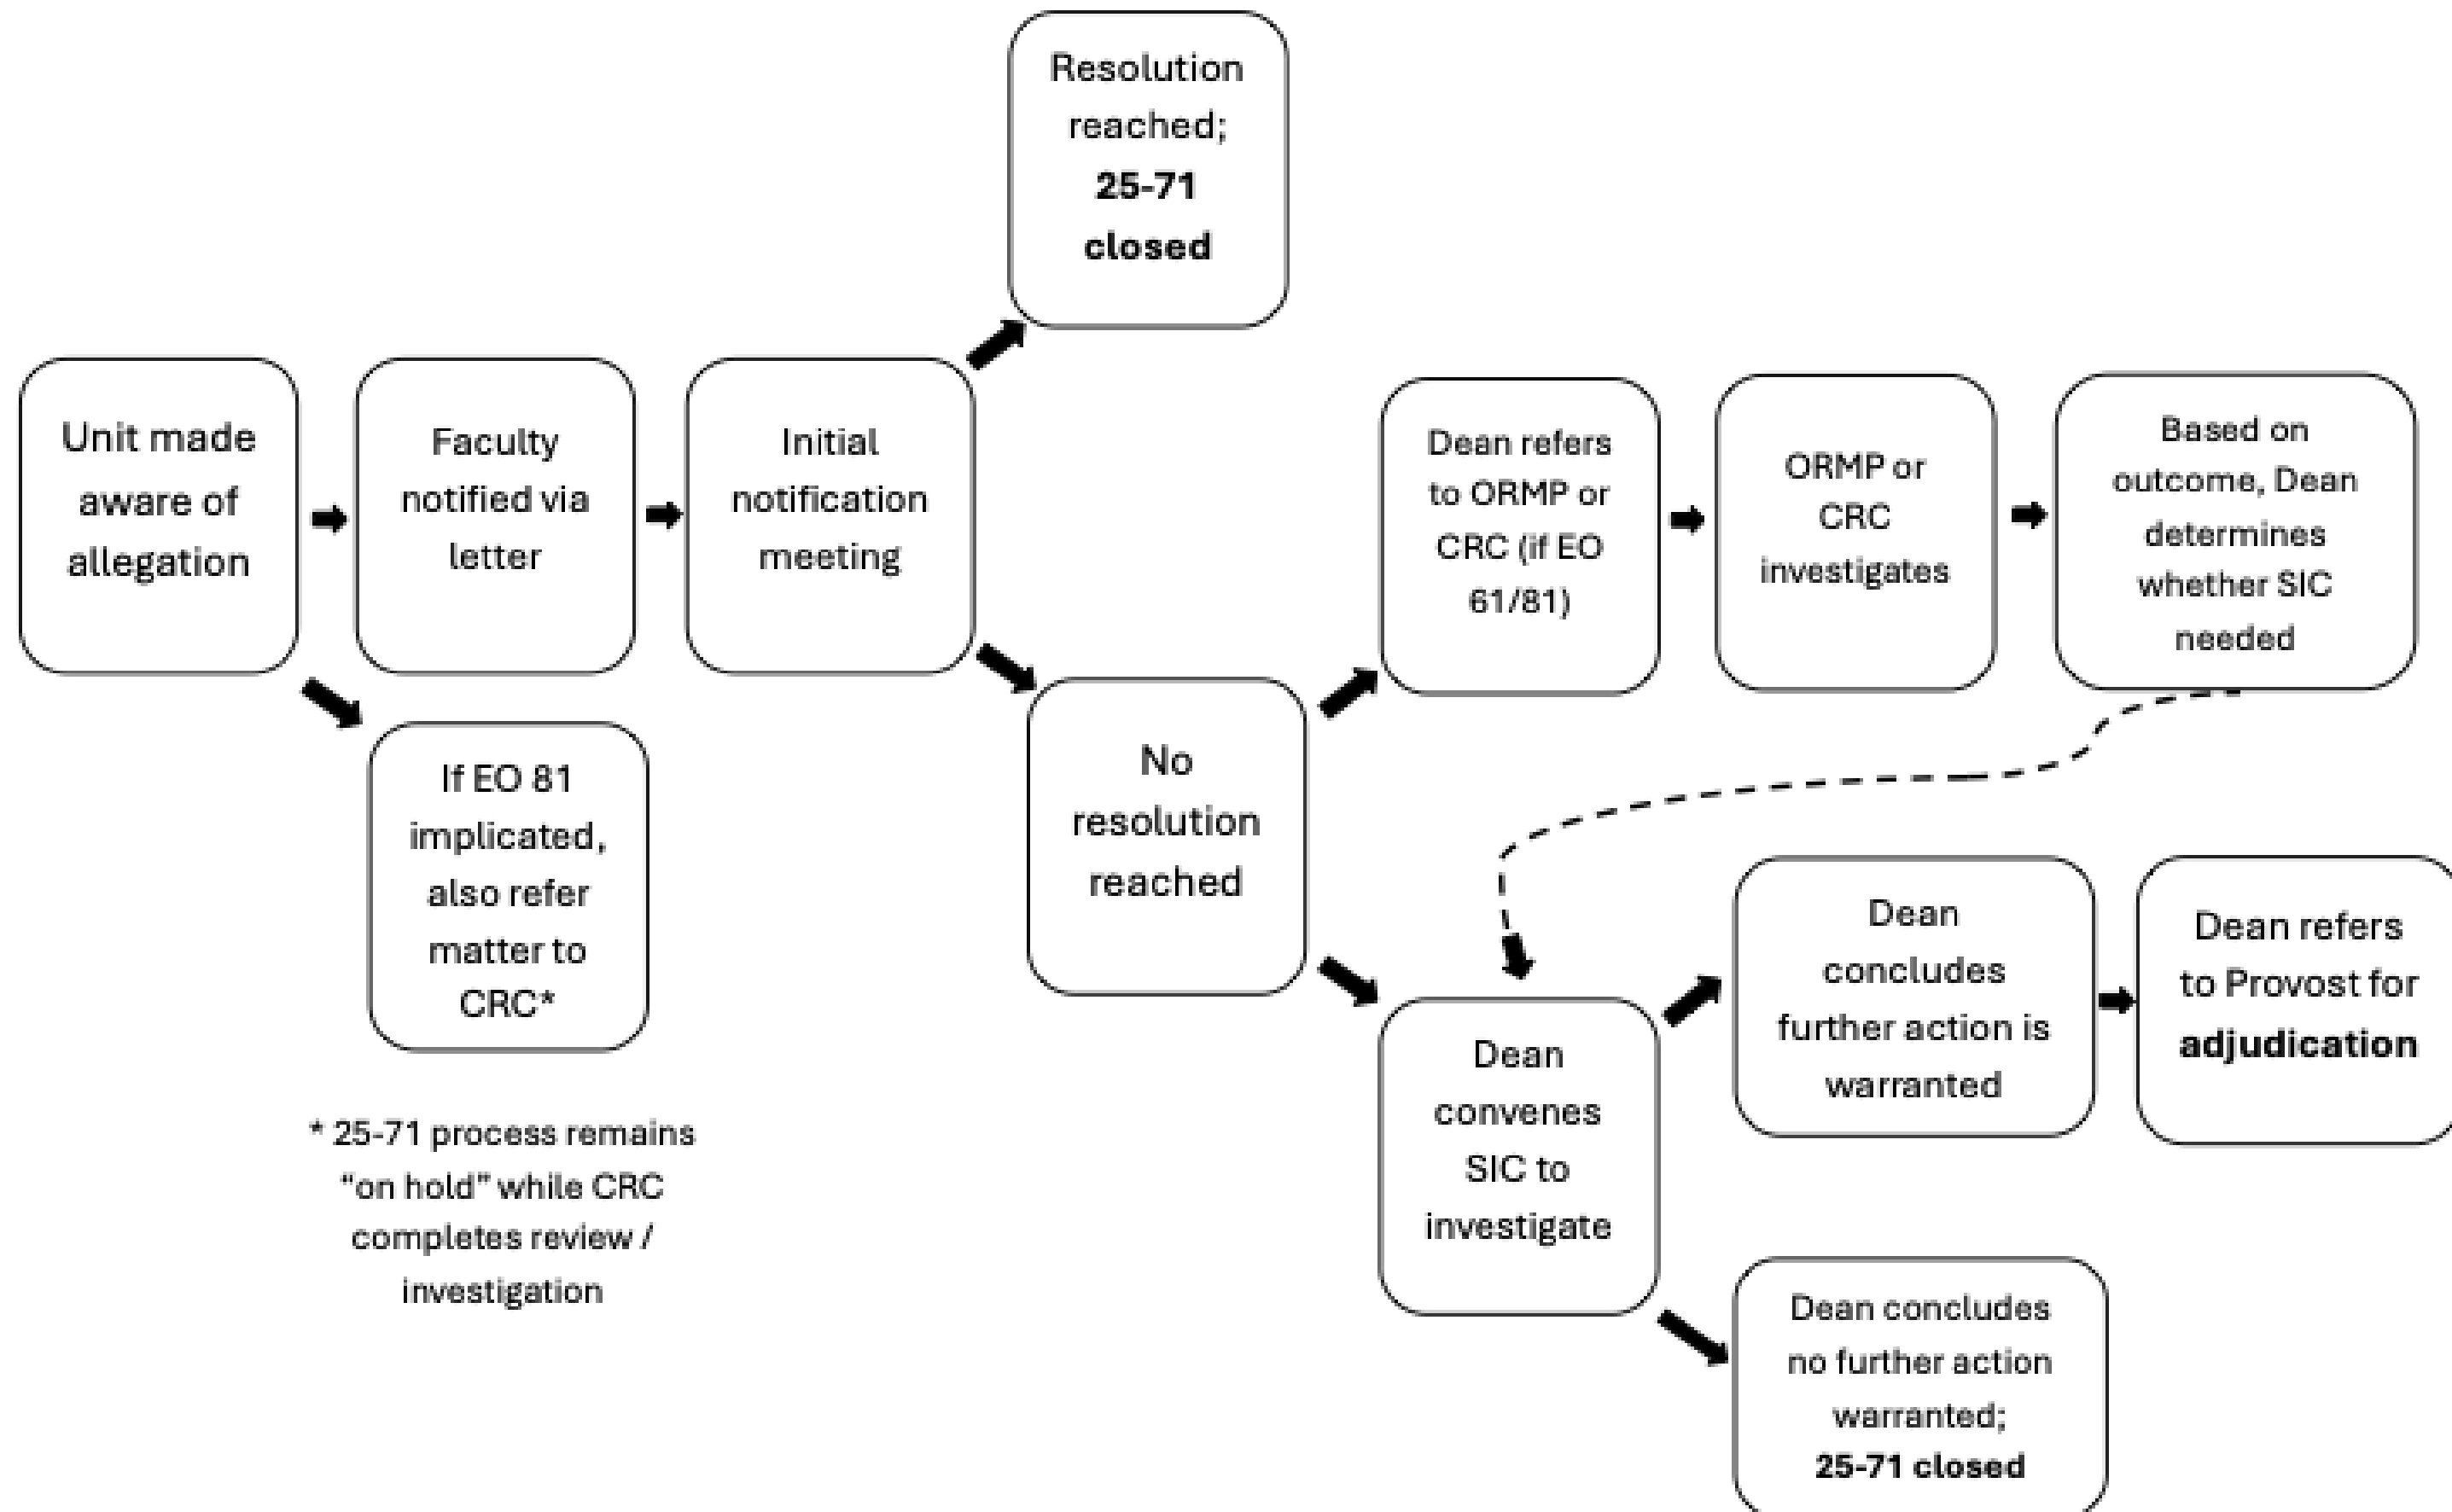 Resolution
reached;
25-71
closed
Unit made
aware of
allegation
Faculty
notified via
letter
Initial
notification
meeting
Dean refers
to ORMP or
CRC (if EO
61/81)
ORMP or
CRC
investigates
Based on
outcome, Dean
determines
whether SIC
needed
If EO 81
implicated,
also refer
matter to
CRC*
No
resolution
reached
Dean
concludes
further action is
warranted
Dean refers
to Provost for
adjudication
Dean
convenes
SIC to
investigate
* 25-71 process remains
“on hold” while CRC
completes review /
investigation
Dean concludes
no further action
warranted;
25-71 closed